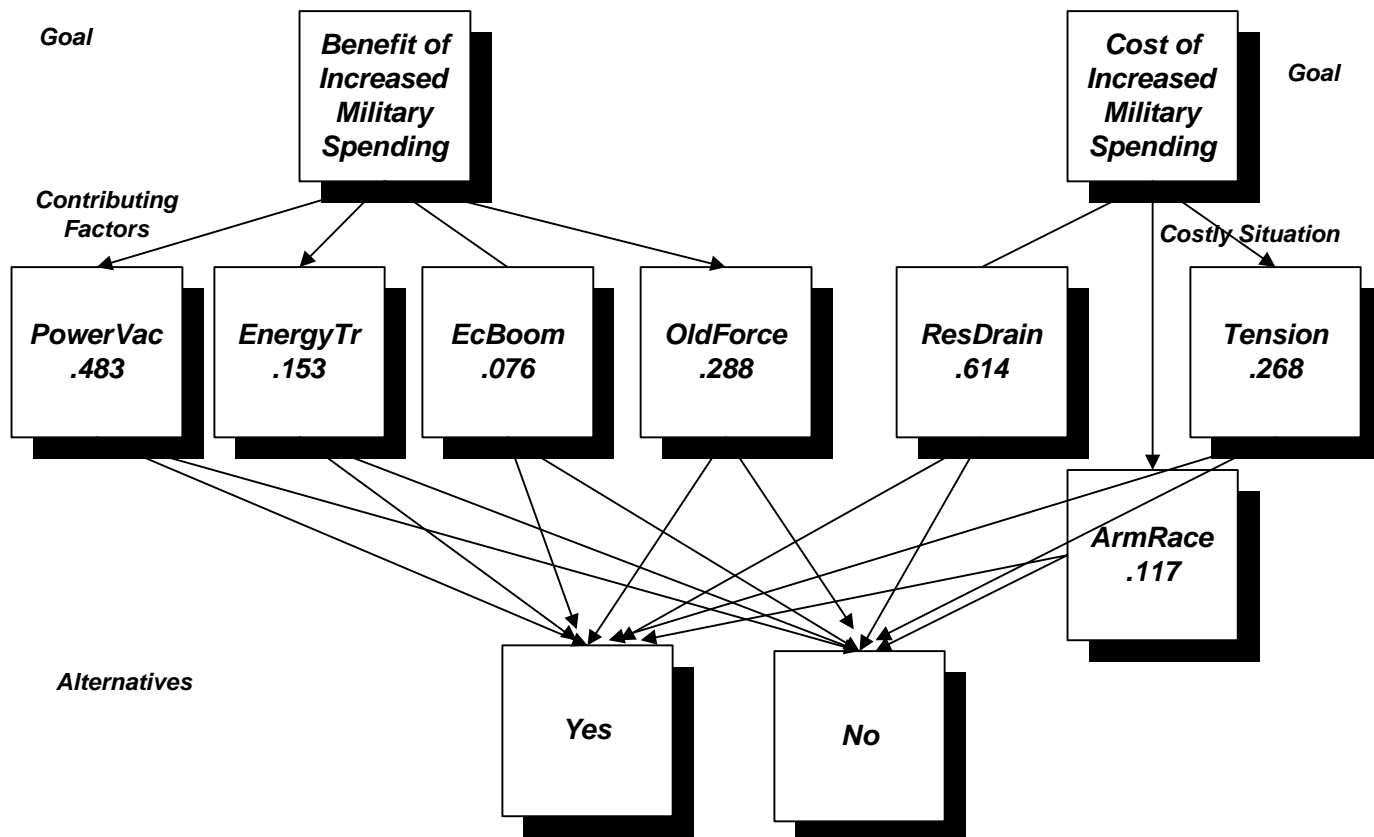 Goal
Benefit of
Increased
Military
Spending
Cost of
Increased
Military
Spending
Goal
Contributing
Factors
Costly Situation
PowerVac
.483
EnergyTr
.153
EcBoom
.076
OldForce
.288
ResDrain
.614
Tension
.268
ArmRace
.117
Alternatives
Yes
No